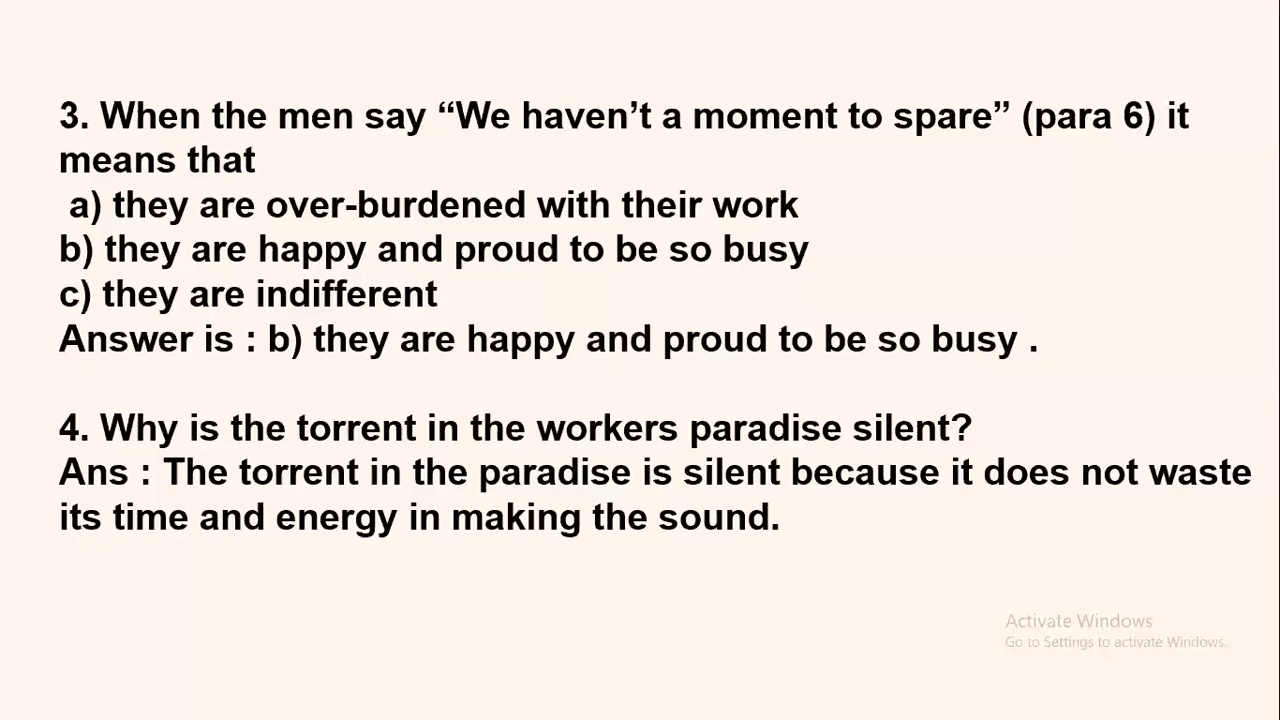 3. When the men say “We haven’t a moment to spare” (para 6) it
means that
a) they are over-burdened with their work
b) they are happy and proud to be so busy
c) they are indifferent
Answer is : b) they are happy and proud to be so busy .
4. Why is the torrent in the workers paradise silent?
Ans : The torrent in the paradise is silent because it does not waste
its time and energy in making the sound.
Activate Windows
Go to Settings to activate Windows.